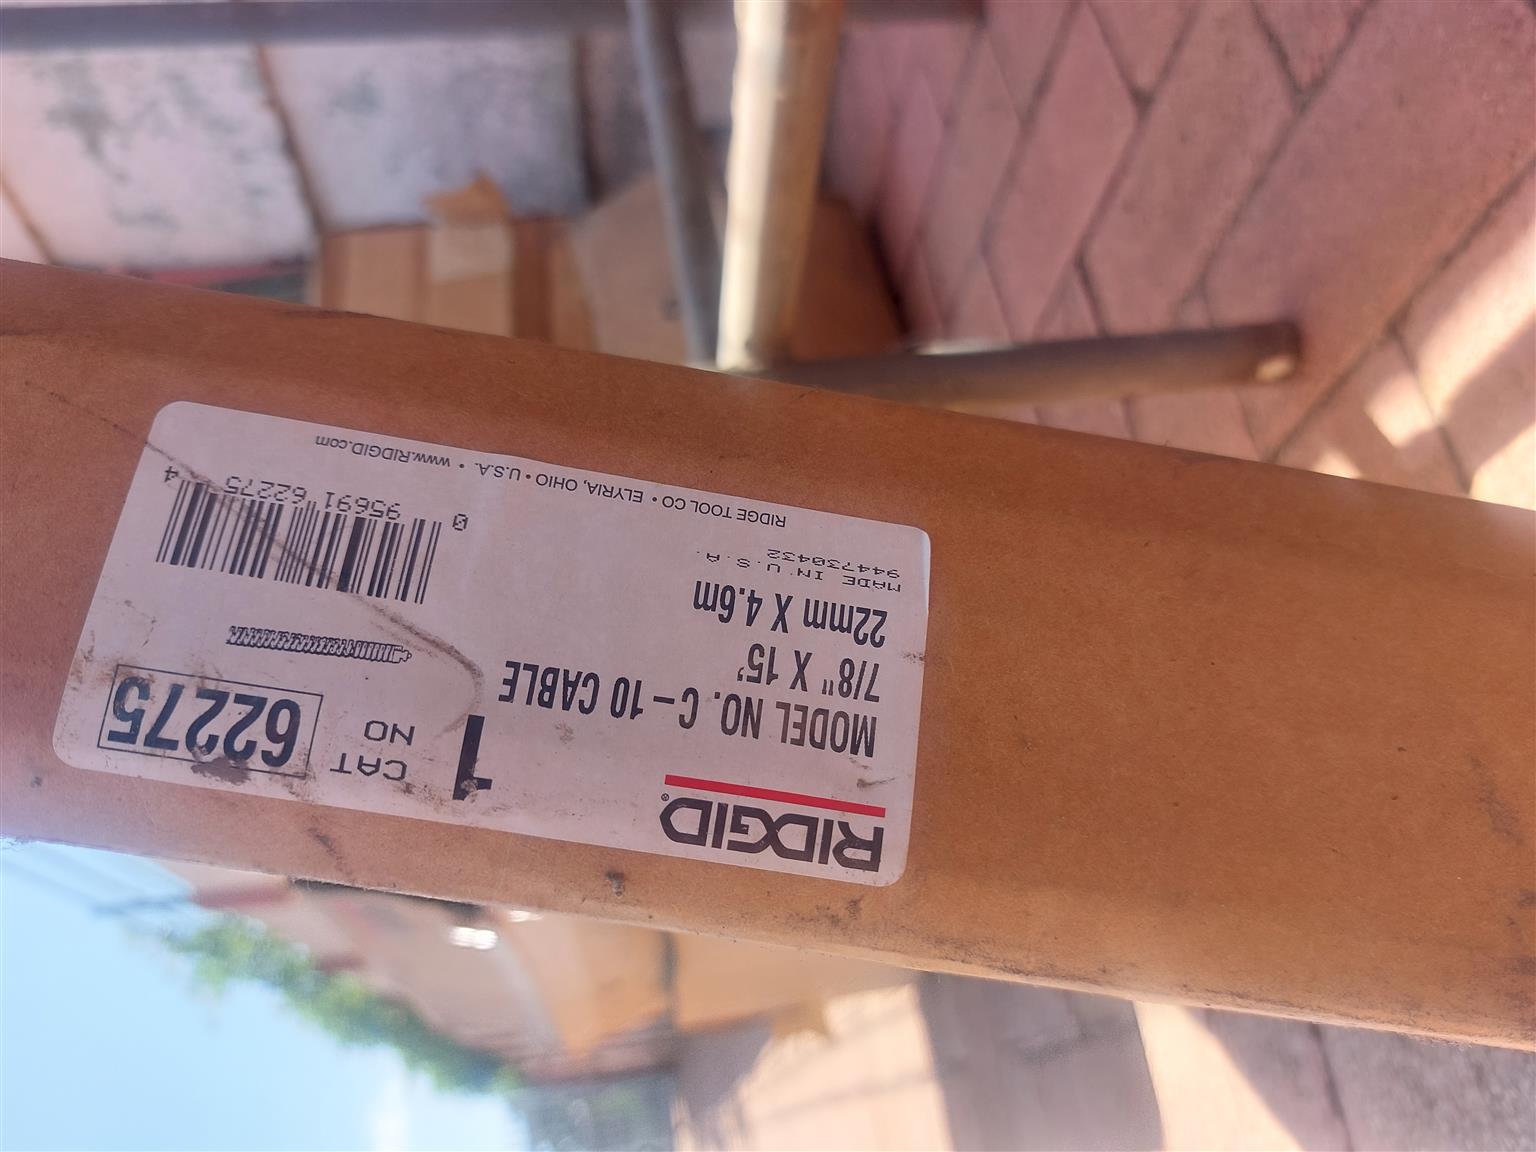 RIDGID®
MODEL NO. C-10 CABLE
7/8" X 15'
22mm X 4.6m
MADE IN U.S.A.
944730432
1
CAT
NO
62275
0 95691 62275 4
RIDGE TOOL CO • ELYRIA, OHIO • U.S.A. • www.RIDGID.com